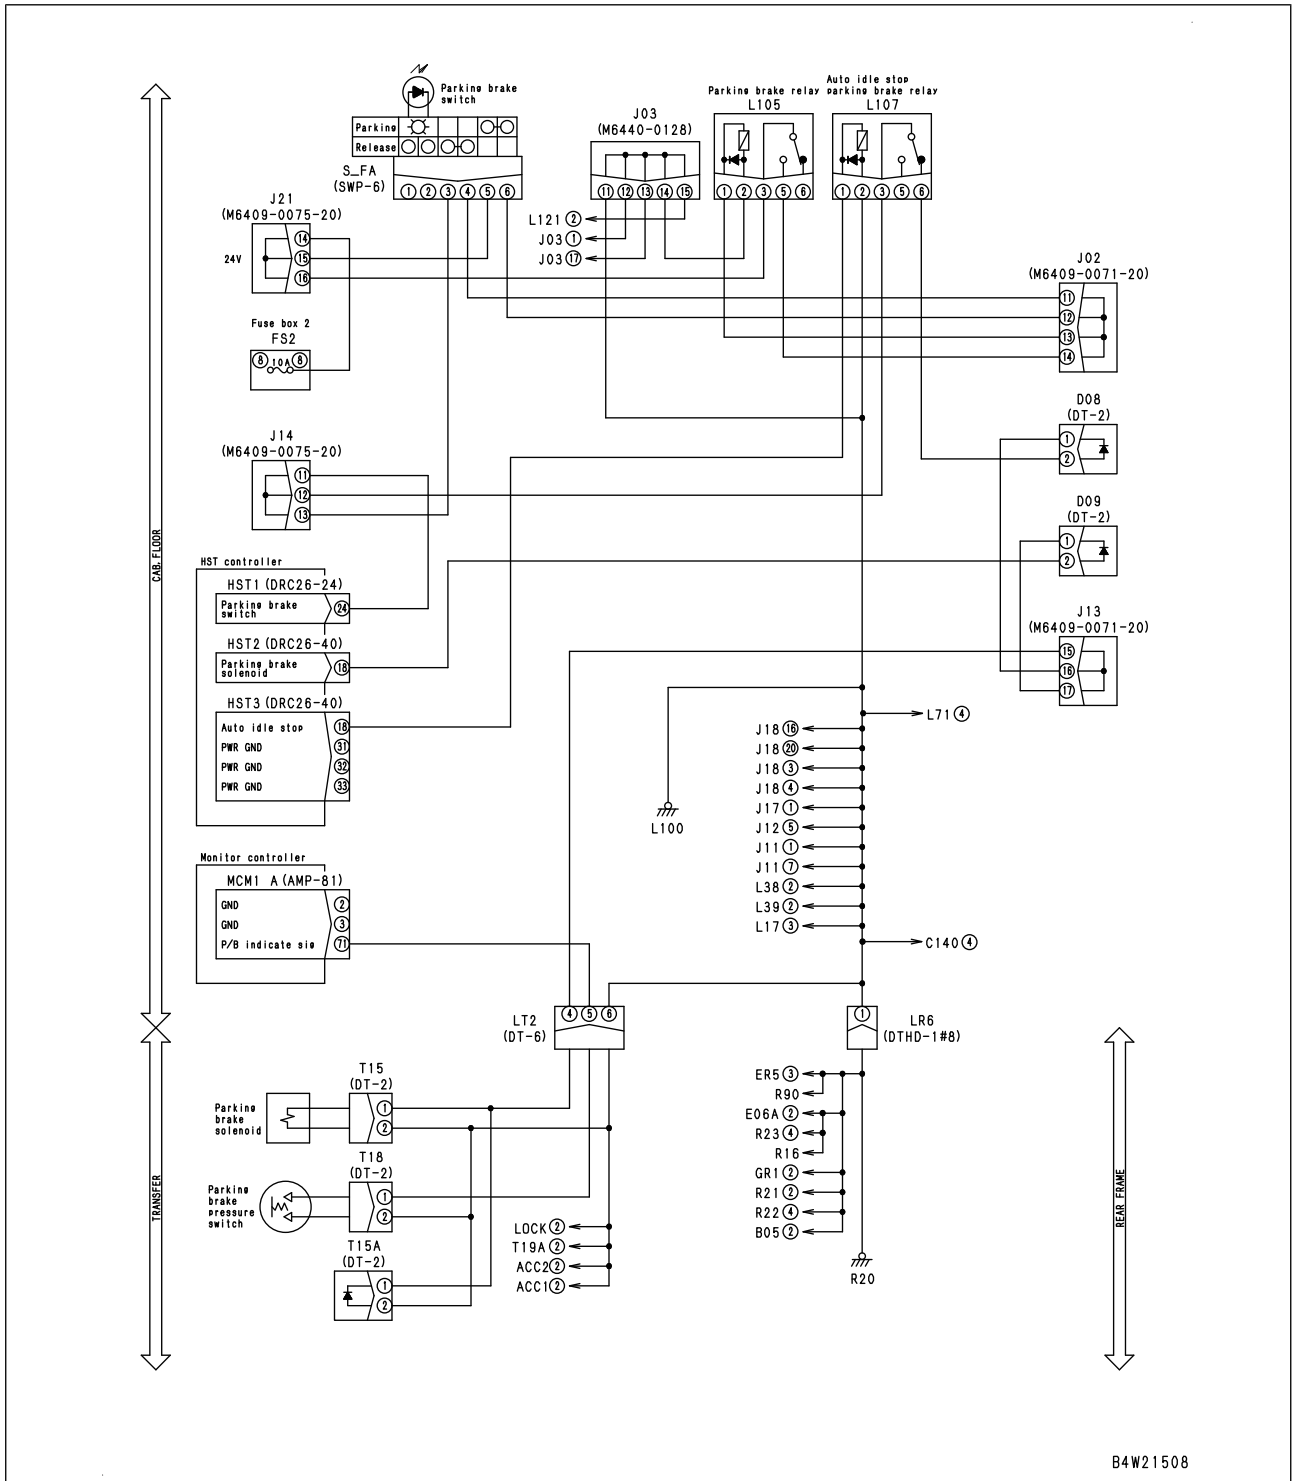 Parking brake
switch
Parking
Release
S_FA
(SWP-6)
① ② ③ ④ ⑤ ⑥
J03
(M6440-0128)
⑪ ⑫ ⑬ ⑭ ⑮
Parking brake relay
L105
① ② ③ ⑤ ⑥
Auto idle stop
parking brake relay
L107
① ② ③ ⑤ ⑥
L121 ②
J03 ①
J03 ⑰
J21
(M6409-0075-20)
24V
⑭
⑮
⑯
Fuse box 2
FS2
⑧ 10A ⑧
J02
(M6409-0071-20)
⑪
⑫
⑬
⑭
D08
(DT-2)
①
②
J14
(M6409-0075-20)
⑪
⑫
⑬
D09
(DT-2)
①
②
J13
(M6409-0071-20)
⑮
⑯
⑰
CAB, FLOOR
HST controller
HST1 (DRC26-24)
Parking brake
switch
㉔
HST2 (DRC26-40)
Parking brake
solenoid
⑱
HST3 (DRC26-40)
Auto idle stop ⑱
PWR GND ㉛
PWR GND ㉜
PWR GND ㉝
Monitor controller
MCM1 A (AMP-81)
GND ②
GND ③
P/B indicate sig 71
L100
L71 ④
J18 ⑯
J18 ⑳
J18 ③
J18 ④
J17 ①
J12 ⑤
J11 ①
J11 ⑦
L38 ②
L39 ②
L17 ③
C140 ④
LT2
(DT-6)
④ ⑤ ⑥
①
LR6
(DTHD-1#8)
TRANSFER
Parking
brake
solenoid
T15
(DT-2)
①
②
Parking
brake
pressure
switch
T18
(DT-2)
①
②
T15A
(DT-2)
①
②
LOCK ②
T19A ②
ACC2 ②
ACC1 ②
ER5 ③
R90
E06A ②
R23 ④
R16
GR1 ②
R21 ②
R22 ④
B05 ②
R20
REAR FRAME
B4W21508